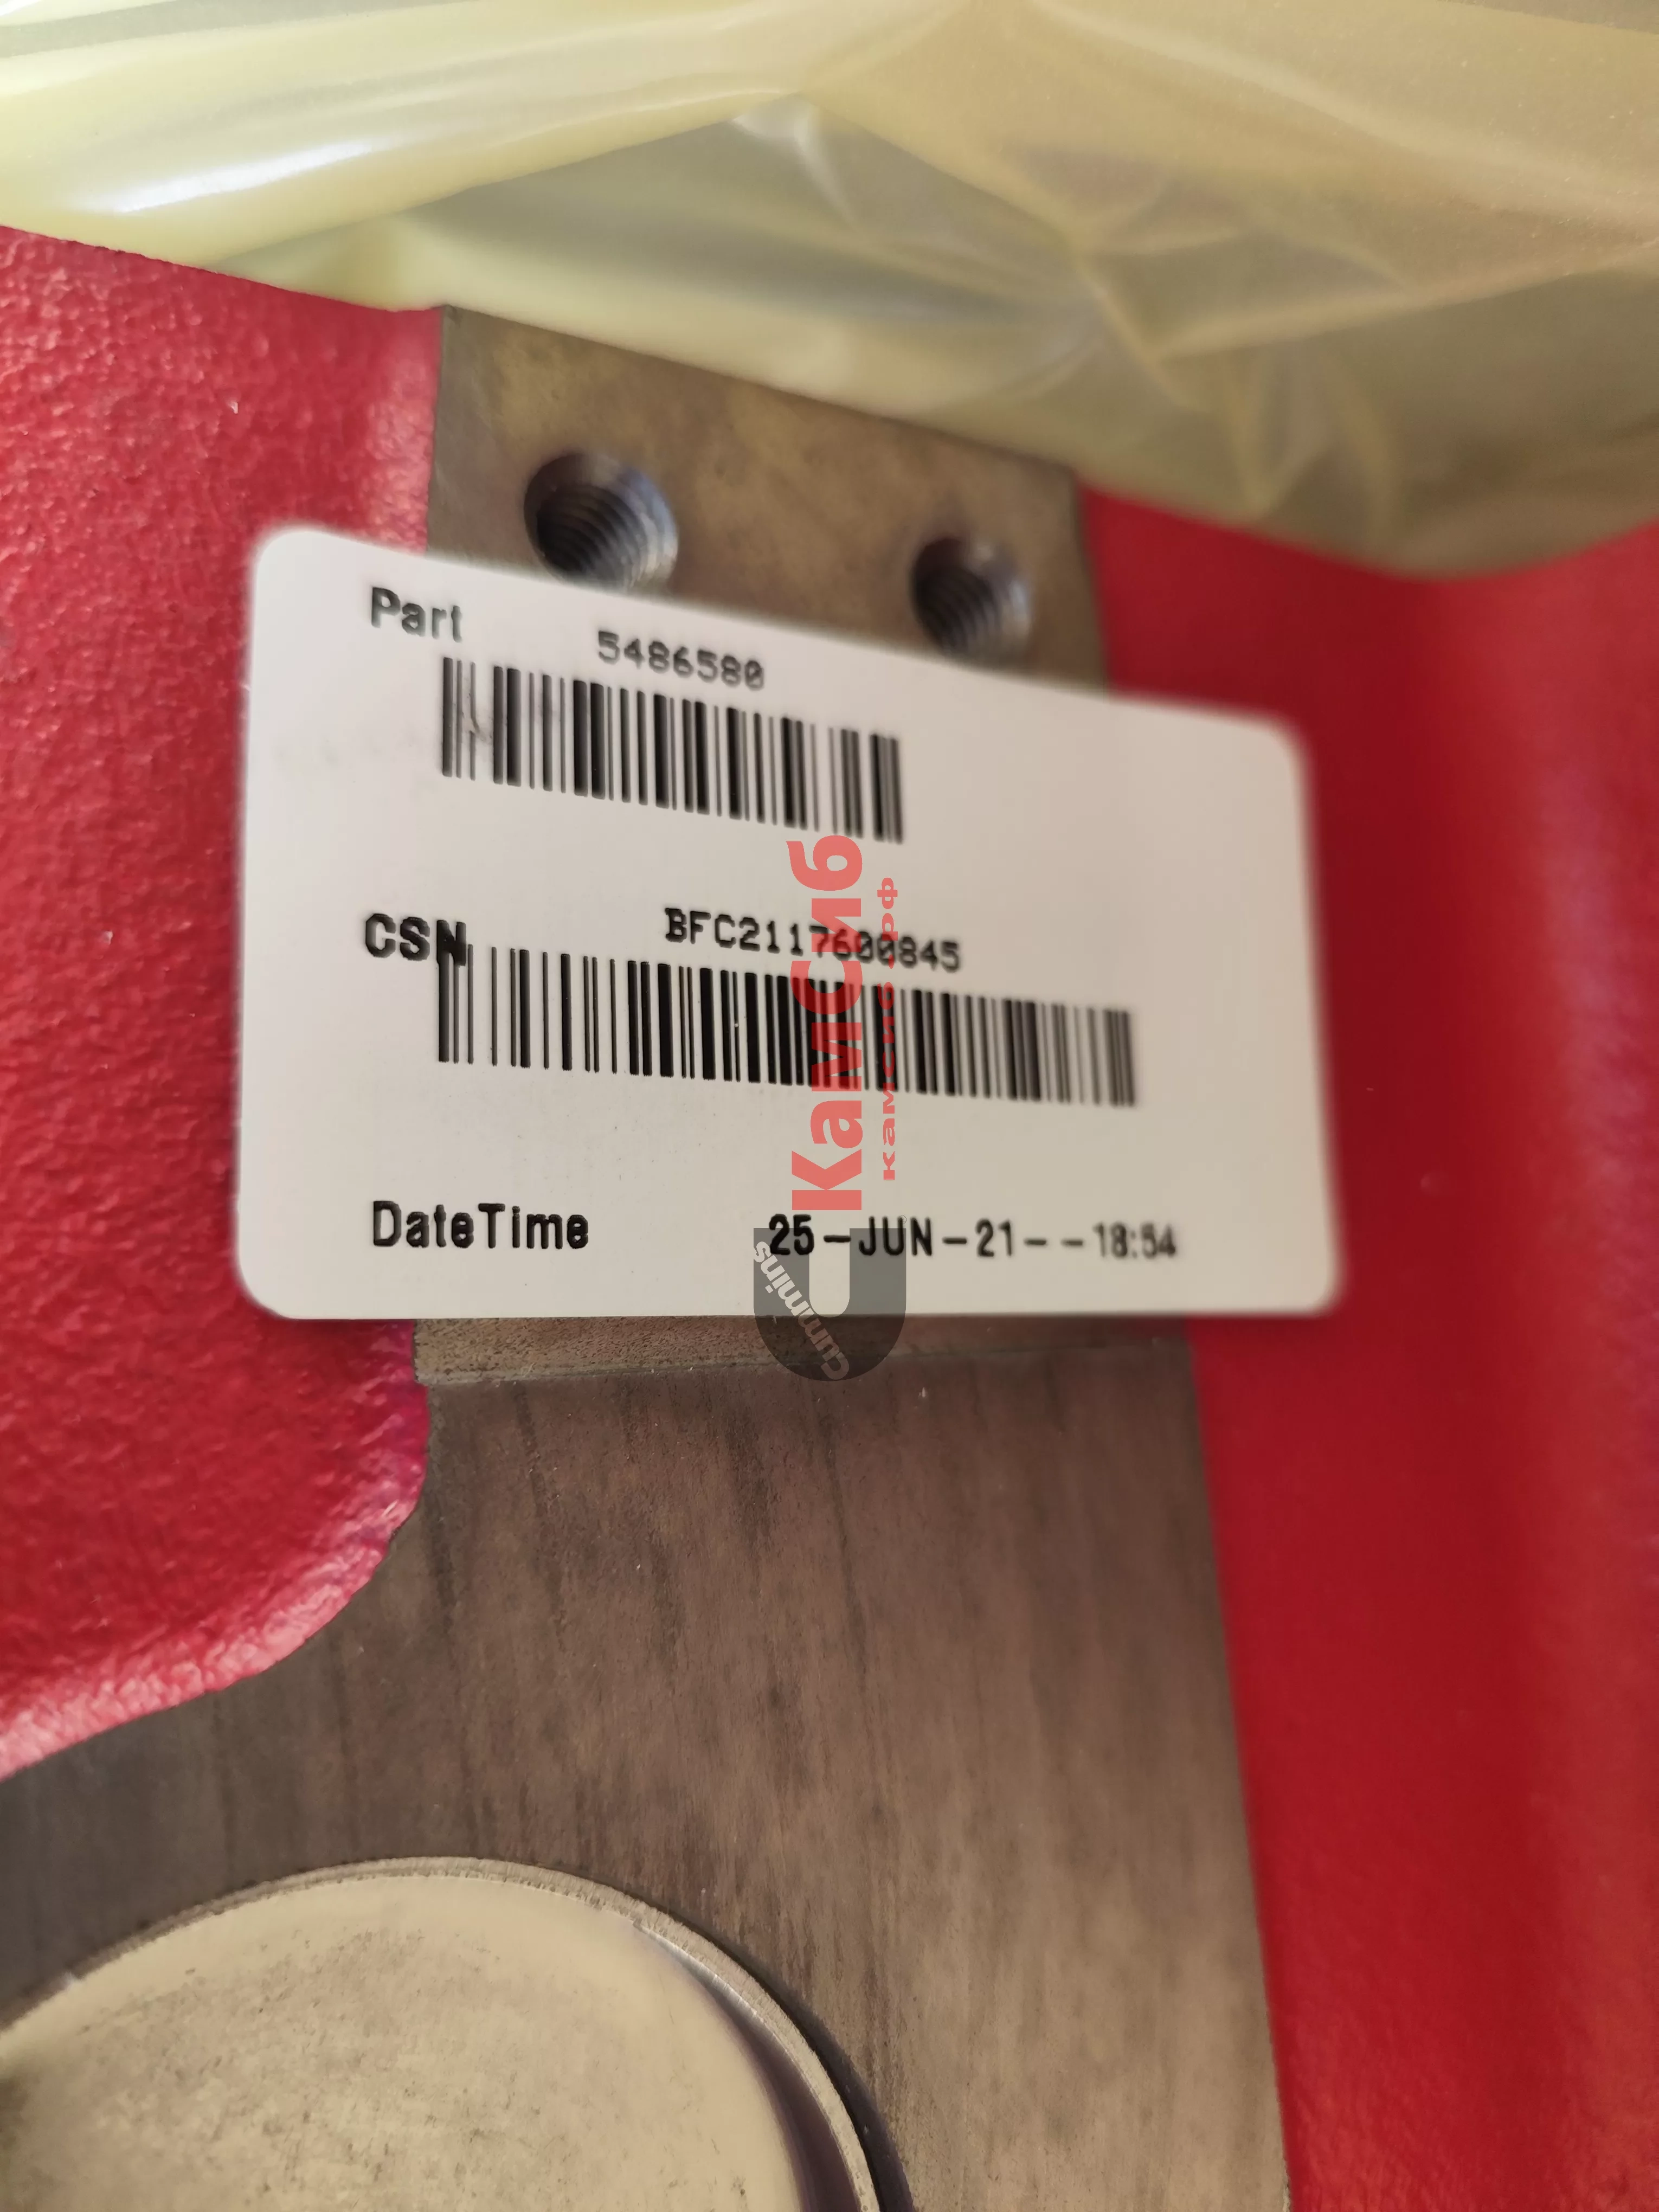 Part
5486580
CSN
BFC2117600845
DateTime 25-JUN-21--18:54
КамСиб
камсиб.рф
Cummins